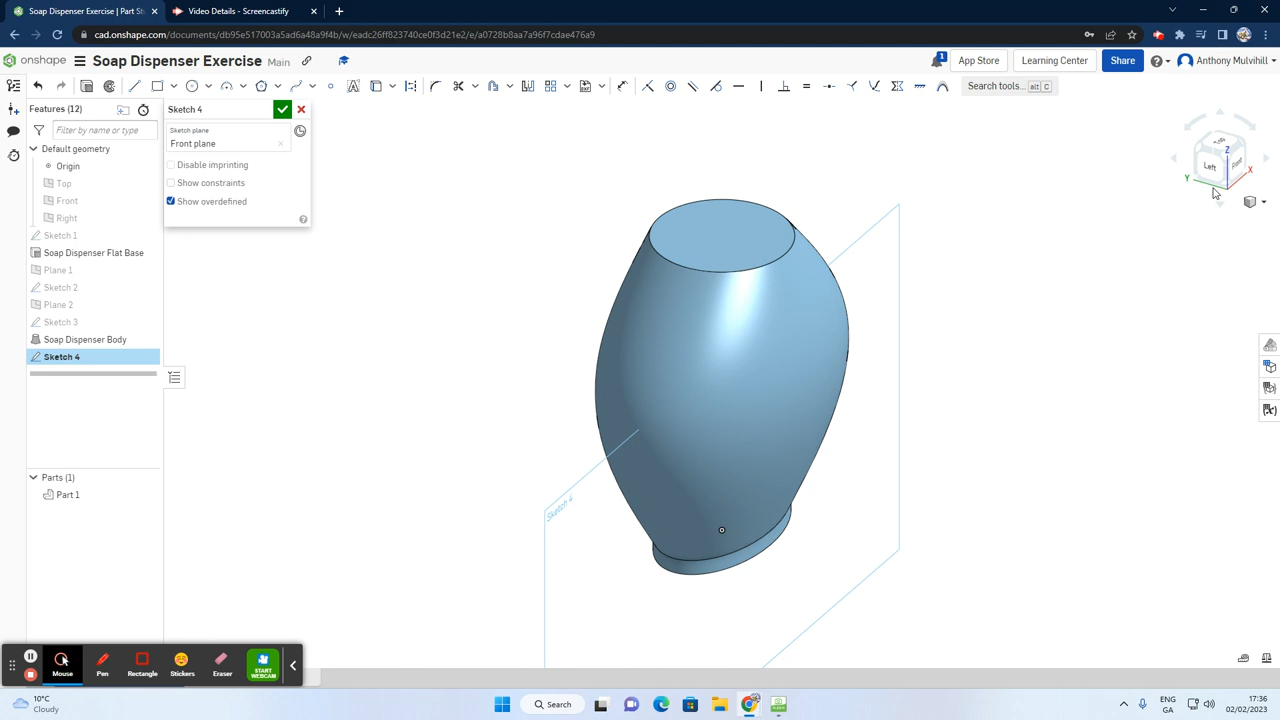 Soap Dispenser Exercise | Part St
Video Details - Screencastify
cad.onshape.com/documents/db95e517003a5ad6a48a9f4b/w/eadc26ff823740ce0f3d21e2/e/a0728b8a7a96f7cdae476a9
onshape
Soap Dispenser Exercise Main
1
App Store
Learning Center
Share
Anthony Mulvihill
Search tools... alt C
Features (12)
Filter by name or type
Default geometry
Origin
Top
Front
Right
Sketch 1
Soap Dispenser Flat Base
Plane 1
Sketch 2
Plane 2
Sketch 3
Soap Dispenser Body
Sketch 4
Parts (1)
Part 1
Sketch 4
Sketch plane
Front plane
Disable imprinting
Show constraints
Show overdefined
Sketch 4
Z
Left
Y
X
Mouse
Pen
Rectangle
Stickers
Eraser
START
WEBCAM
10°C
Cloudy
Search
ENG
GA
17:36
02/02/2023